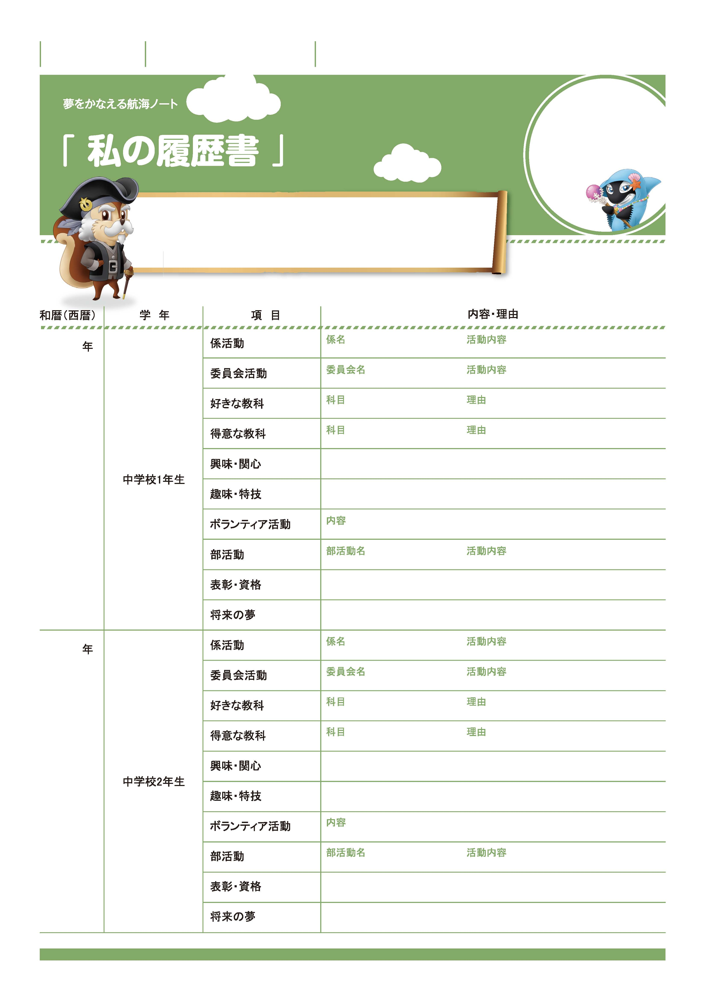 夢をかなえる航海ノート
「 私の履歴書 」
和暦(西暦) 学 年 項 目 内容・理由
年 中学校1年生
係活動 係名 活動内容
委員会活動 委員会名 活動内容
好きな教科 科目 理由
得意な教科 科目 理由
興味・関心
趣味・特技
ボランティア活動 内容
部活動 部活動名 活動内容
表彰・資格
将来の夢
年 中学校2年生
係活動 係名 活動内容
委員会活動 委員会名 活動内容
好きな教科 科目 理由
得意な教科 科目 理由
興味・関心
趣味・特技
ボランティア活動 内容
部活動 部活動名 活動内容
表彰・資格
将来の夢